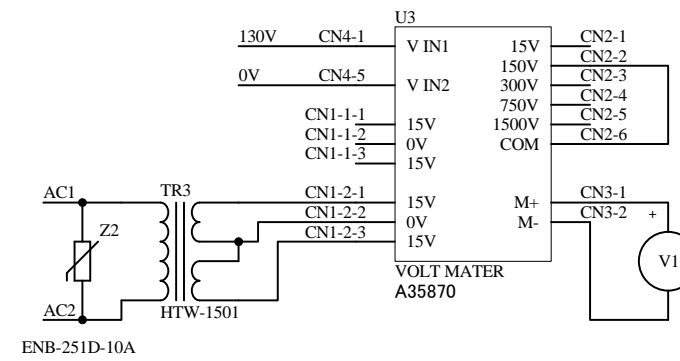 U3
130V CN4-1 V IN1 15V CN2-1
150V CN2-2
0V CN4-5 V IN2 300V CN2-3
750V CN2-4
CN1-1-1 15V 1500V CN2-5
CN1-1-2 0V COM CN2-6
CN1-1-3 15V
AC1 TR3 CN1-2-1 15V M+ CN3-1
CN1-2-2 0V M- CN3-2 +
Z2 CN1-2-3 15V
V1
VOLT MATER
A35870
AC2 HTW-1501
ENB-251D-10A